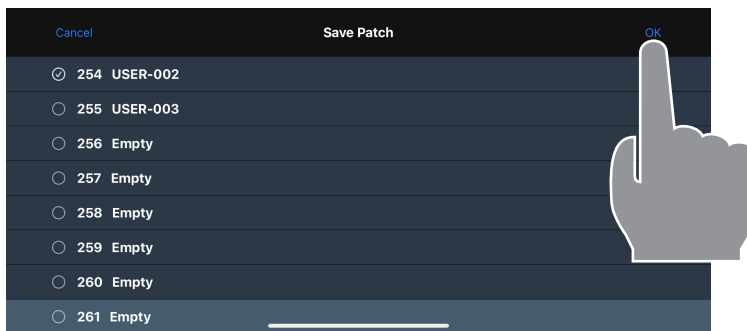 Cancel Save Patch OK
254 USER-002
255 USER-003
256 Empty
257 Empty
258 Empty
259 Empty
260 Empty
261 Empty